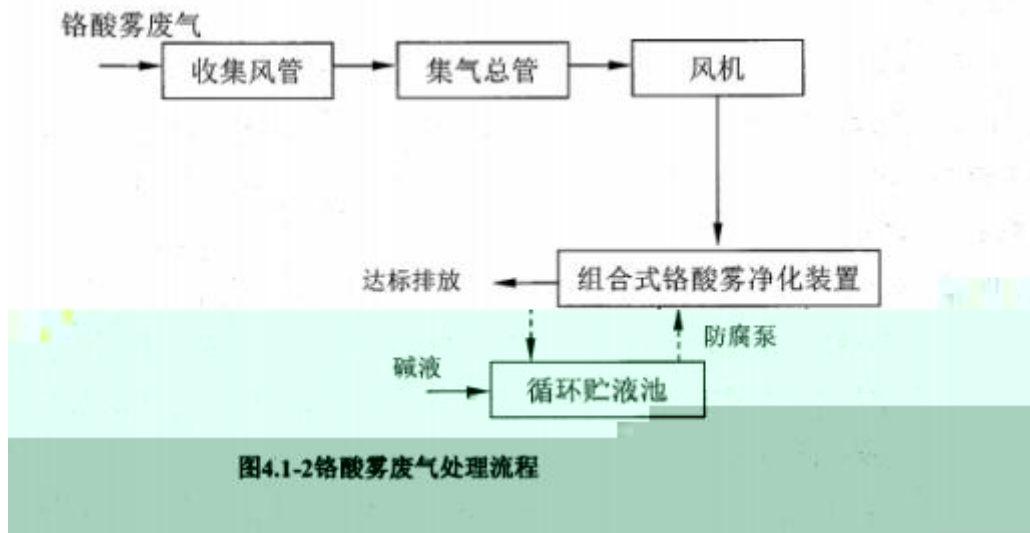 铬酸雾废气
收集风管
集气总管
风机
组合式铬酸雾净化装置
达标排放
防腐泵
碱液
循环贮液池
图4.1-2铬酸雾废气处理流程